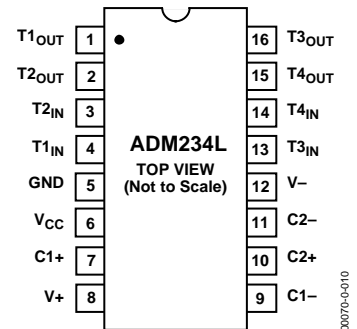 T1OUT 1 16 T3OUT
T2OUT 2 15 T4OUT
T2IN 3 14 T4IN
T1IN 4 13 T3IN
GND 5 12 V–
VCC 6 11 C2–
C1+ 7 10 C2+
V+ 8 9 C1–
ADM234L
TOP VIEW
(Not to Scale)
00070-0-010